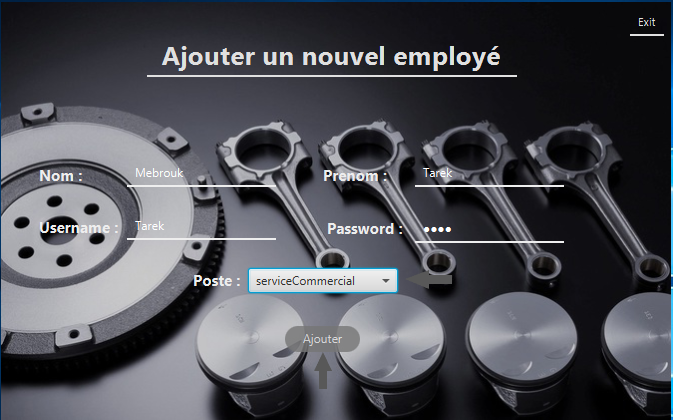 Exit
Ajouter un nouvel employé
Nom : Mebrouk Prenom : Tarek
Username : Tarek Password : ••••
Poste : serviceCommercial
Ajouter